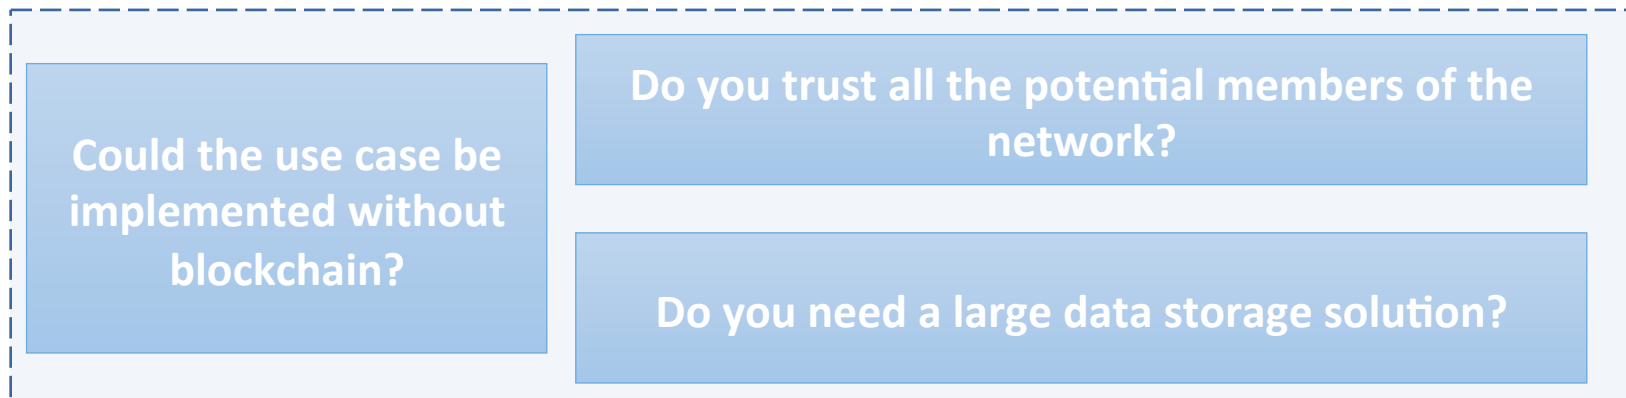 Could the use case be
implemented without
blockchain?
Do you trust all the potential members of the
network?
Do you need a large data storage solution?